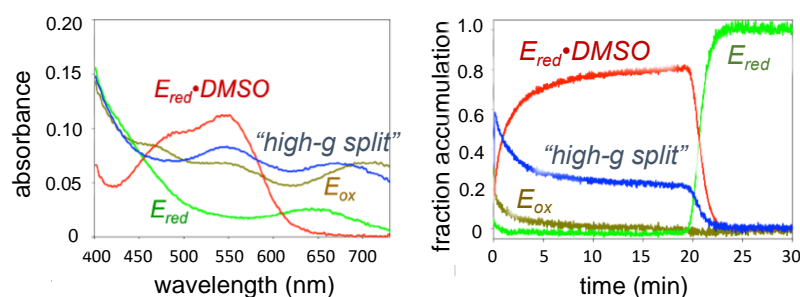 absorbance
0.20
0.15
0.10
0.05
0
400
450
500
550
600
650
700
wavelength (nm)
E_red•DMSO
“high-g split”
E_ox
E_red
fraction accumulation
1.0
0.8
0.6
0.4
0.2
0
0
5
10
15
20
25
30
time (min)
E_red•DMSO
E_red
“high-g split”
E_ox